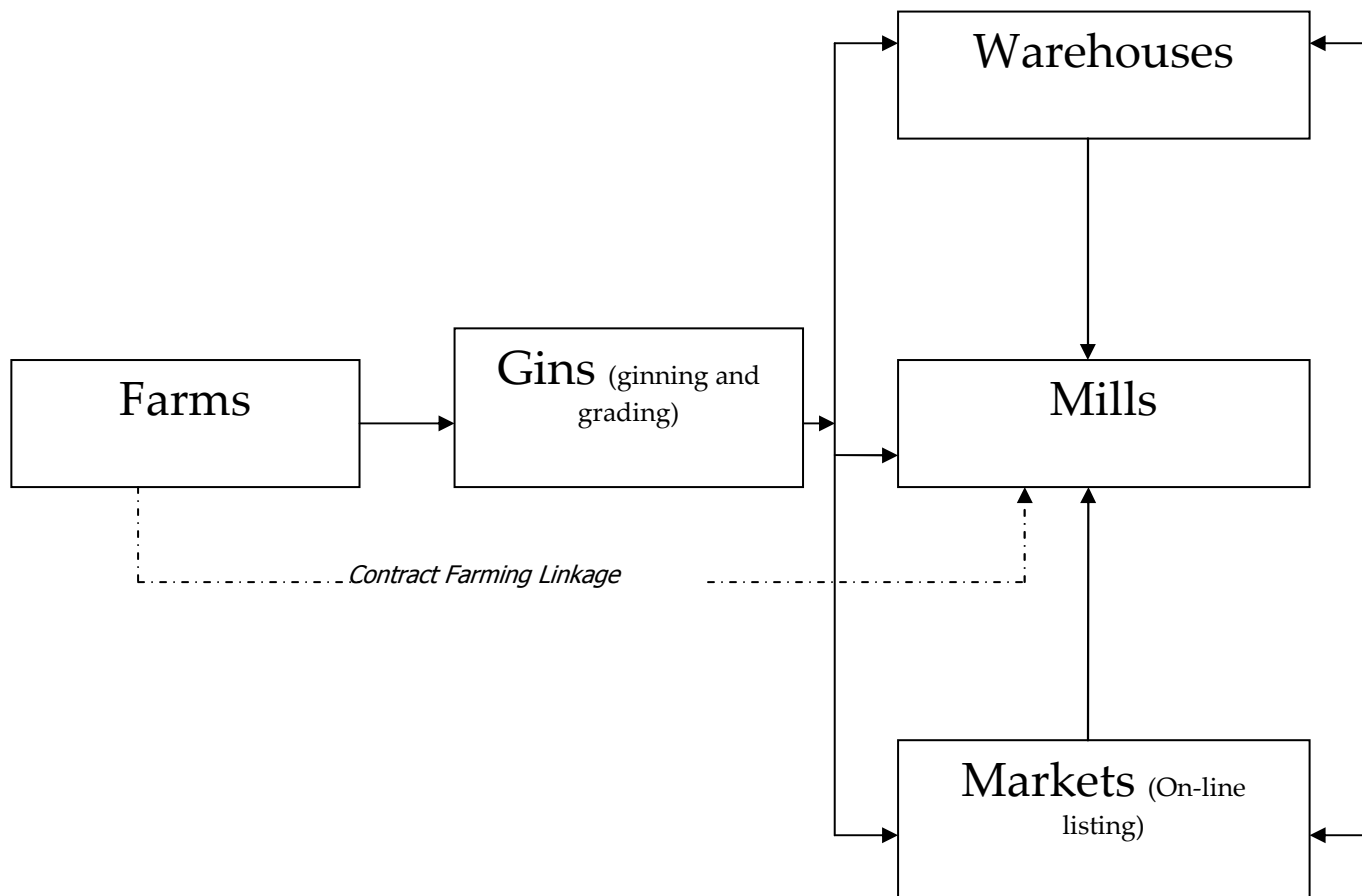 Warehouses
Gins (ginning and
grading)
Farms
Mills
Contract Farming Linkage
Markets (On-line
listing)